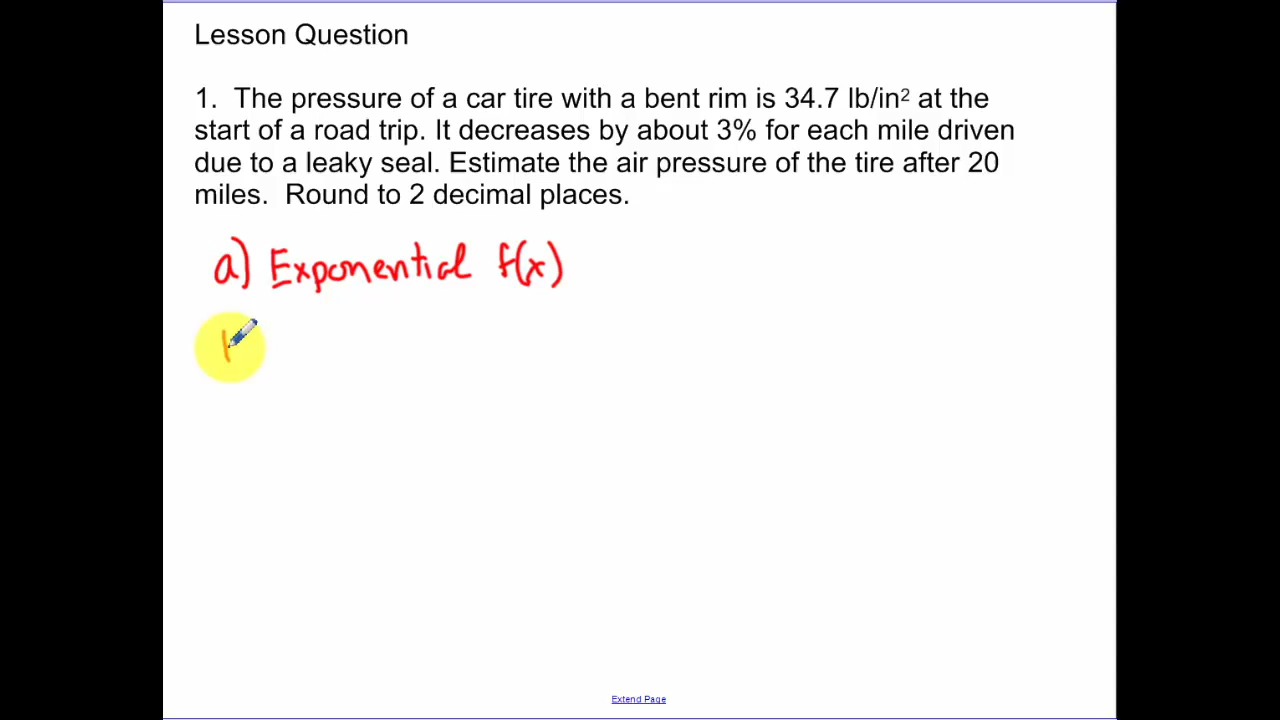 Lesson Question
1. The pressure of a car tire with a bent rim is 34.7 lb/in² at the
start of a road trip. It decreases by about 3% for each mile driven
due to a leaky seal. Estimate the air pressure of the tire after 20
miles. Round to 2 decimal places.
a) Exponential f(x)
Extend Page